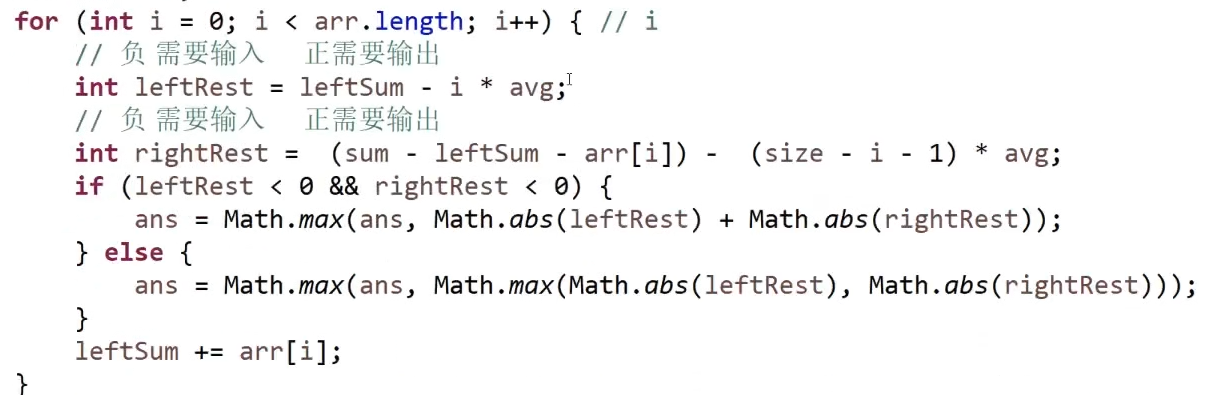 for (int i = 0; i < arr.length; i++) { // i
    // 负 需要输入    正需要输出
    int leftRest = leftSum - i * avg;
    // 负 需要输入    正需要输出
    int rightRest =  (sum - leftSum - arr[i]) -  (size - i - 1) * avg;
    if (leftRest < 0 && rightRest < 0) {
        ans = Math.max(ans, Math.abs(leftRest) + Math.abs(rightRest));
    } else {
        ans = Math.max(ans, Math.max(Math.abs(leftRest), Math.abs(rightRest)));
    }
    leftSum += arr[i];
}